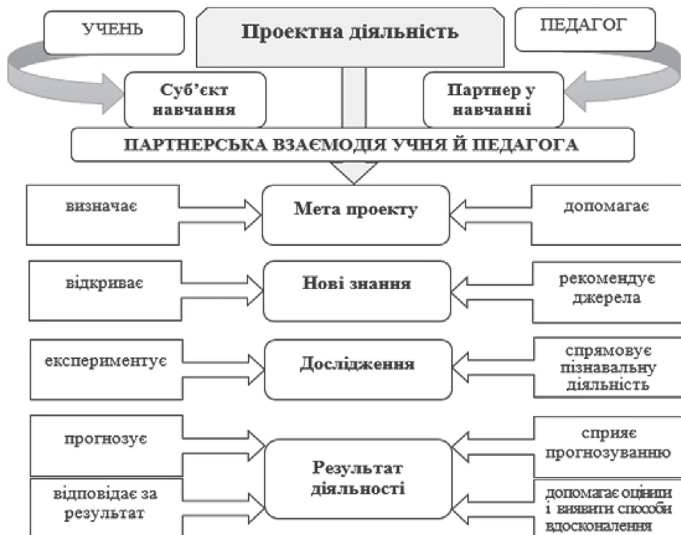 УЧЕНЬ
Проектна діяльність
ПЕДАГОГ
Суб’єкт
навчання
Партнер у
навчанні
ПАРТНЕРСЬКА ВЗАЄМОДІЯ УЧНЯ Й ПЕДАГОГА
визначає
Мета проекту
допомагає
відкриває
Нові знання
рекомендує
джерела
експериментує
Дослідження
спрямовує
пізнавальну
діяльність
прогнозує
Результат
діяльності
сприяє
прогнозуванню
відповідає за
результат
допомагає оцінити
і виявити способи
вдосконалення